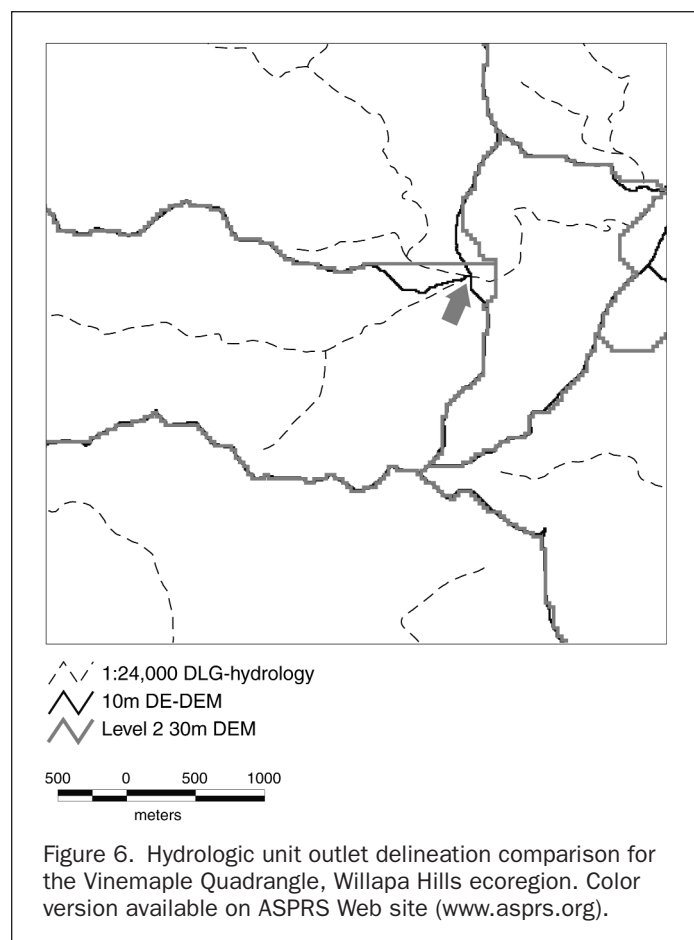 1:24,000 DLG-hydrology
10m DE-DEM
Level 2 30m DEM
500 0 500 1000
meters
Figure 6. Hydrologic unit outlet delineation comparison for
the Vinemaple Quadrangle, Willapa Hills ecoregion. Color
version available on ASPRS Web site (www.asprs.org).